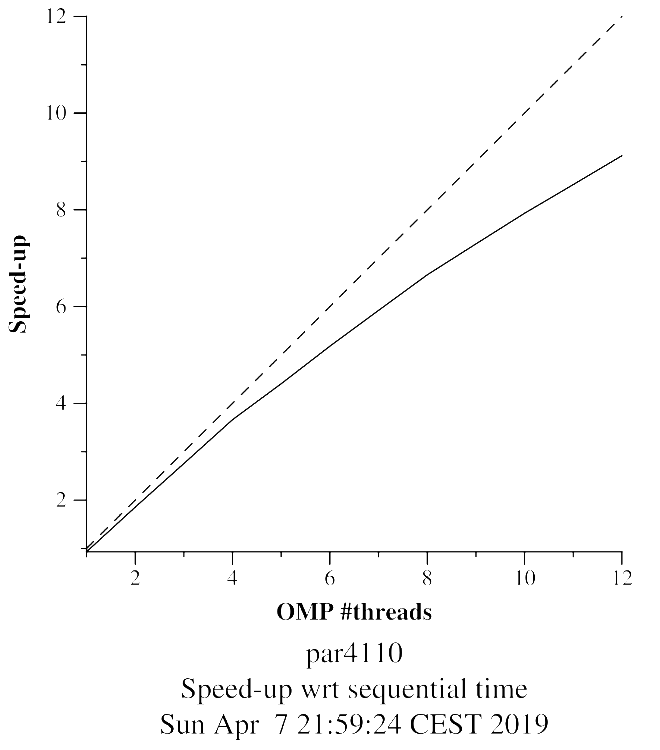 12
10
8
6
4
2
Speed-up
2 4 6 8 10 12
OMP #threads
par4110
Speed-up wrt sequential time
Sun Apr 7 21:59:24 CEST 2019